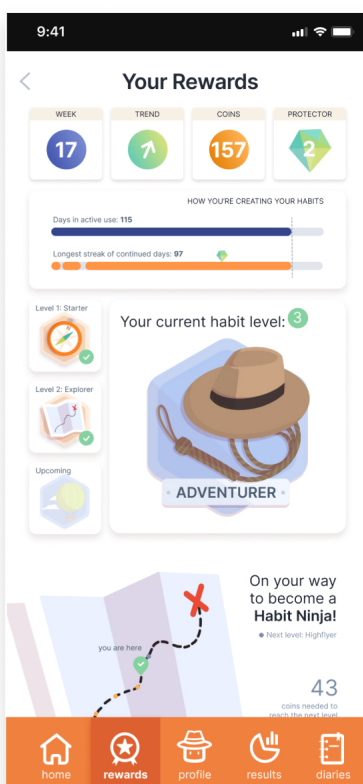 9:41
Your Rewards
WEEK
17
TREND
COINS
157
PROTECTOR
2
HOW YOU'RE CREATING YOUR HABITS
Days in active use: 115
Longest streak of continued days: 97
Level 1: Starter
Level 2: Explorer
Upcoming
Your current habit level: 3
ADVENTURER
On your way
to become a
Habit Ninja!
Next level: Highflyer
you are here
43
coins needed to
reach the next level
home
rewards
profile
results
diaries